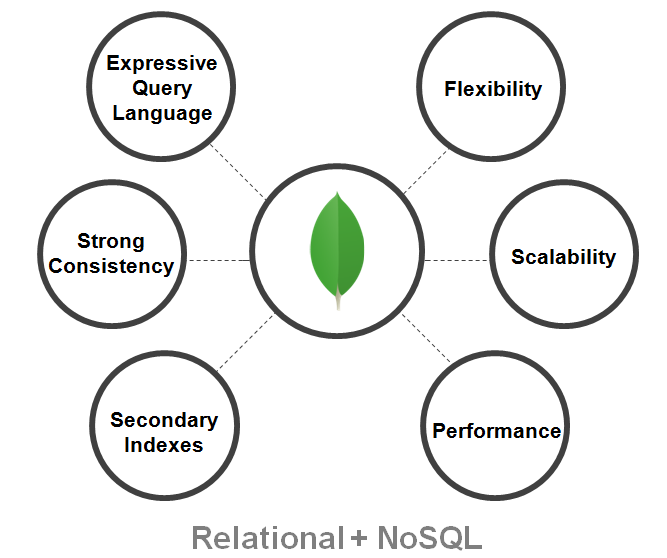 Expressive
Query
Language
Flexibility
Strong
Consistency
Scalability
Secondary
Indexes
Performance
Relational + NoSQL